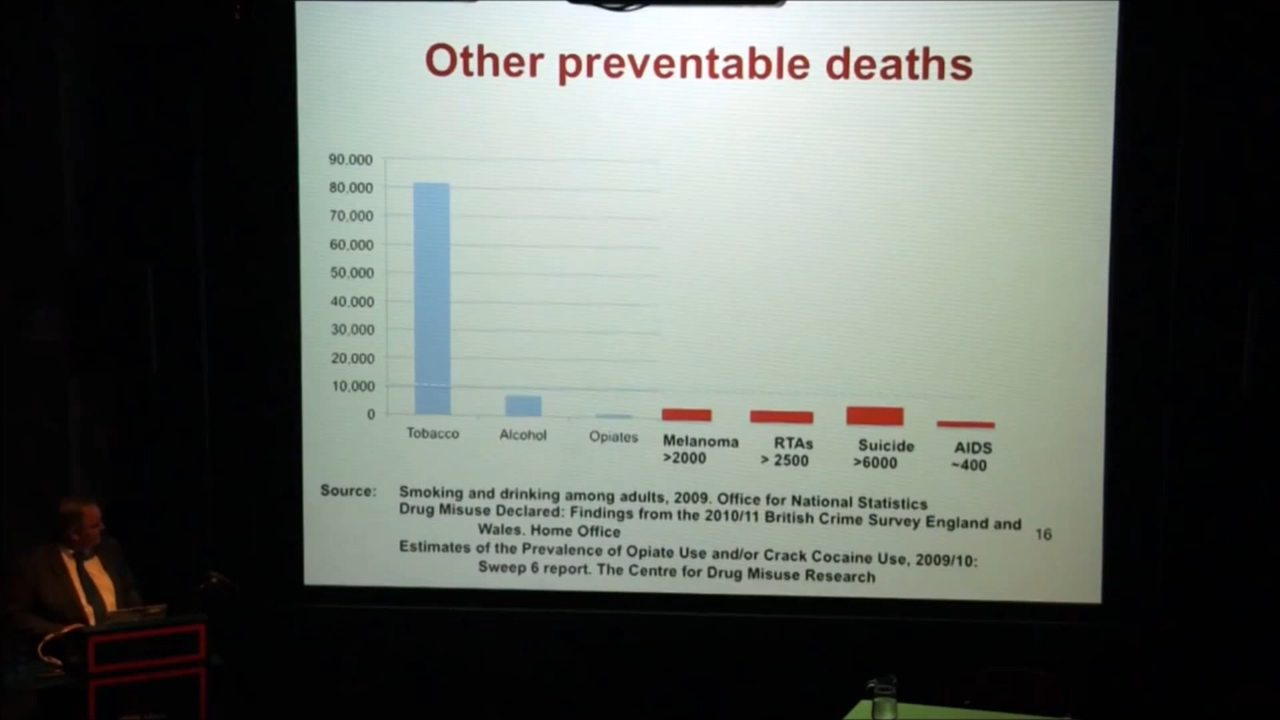 Other preventable deaths
90,000
80,000
70,000
60,000
50,000
40,000
30,000
20,000
10,000
0
Tobacco
Alcohol
Opiates
Melanoma
>2000
RTAs
> 2500
Suicide
>6000
AIDS
~400
Source: Smoking and drinking among adults, 2009. Office for National Statistics
Drug Misuse Declared: Findings from the 2010/11 British Crime Survey England and
Wales. Home Office
Estimates of the Prevalence of Opiate Use and/or Crack Cocaine Use, 2009/10:
Sweep 6 report. The Centre for Drug Misuse Research
16